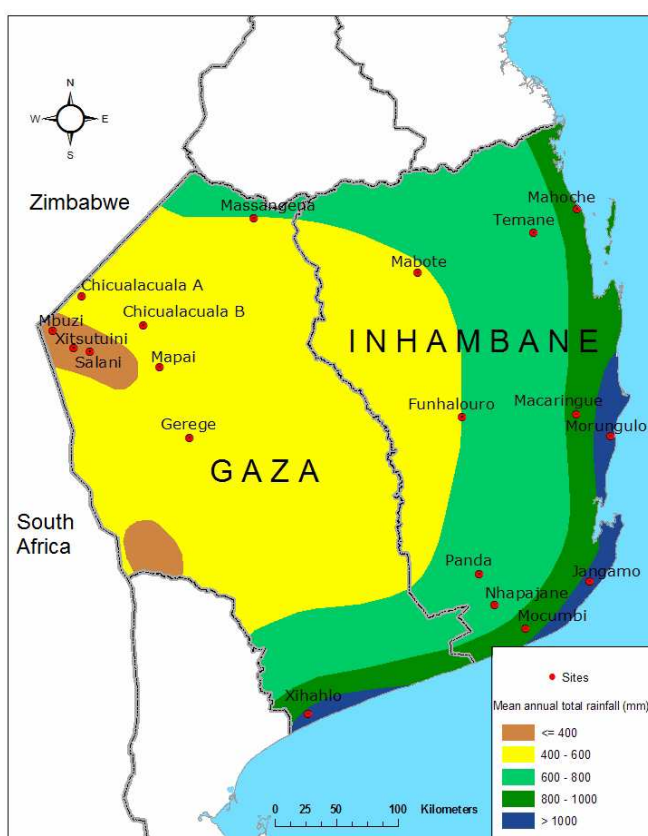 N
W E
S
Zimbabwe
Massangena
Mahoche
Temane
Mabote
Chicualacuala A
Chicualacuala B
Mbuzi
Xitsutuini
Salani
Mapai
INHAMBANE
Funhalouro
Macaringue
Morungulo
Gerege
GAZA
South
Africa
Panda
Jangamo
Nhapajane
Mocumbi
Xihahlo
Sites
Mean annual total rainfall (mm)
<= 400
400 - 600
600 - 800
800 - 1000
> 1000
0 25 50 100 Kilometers